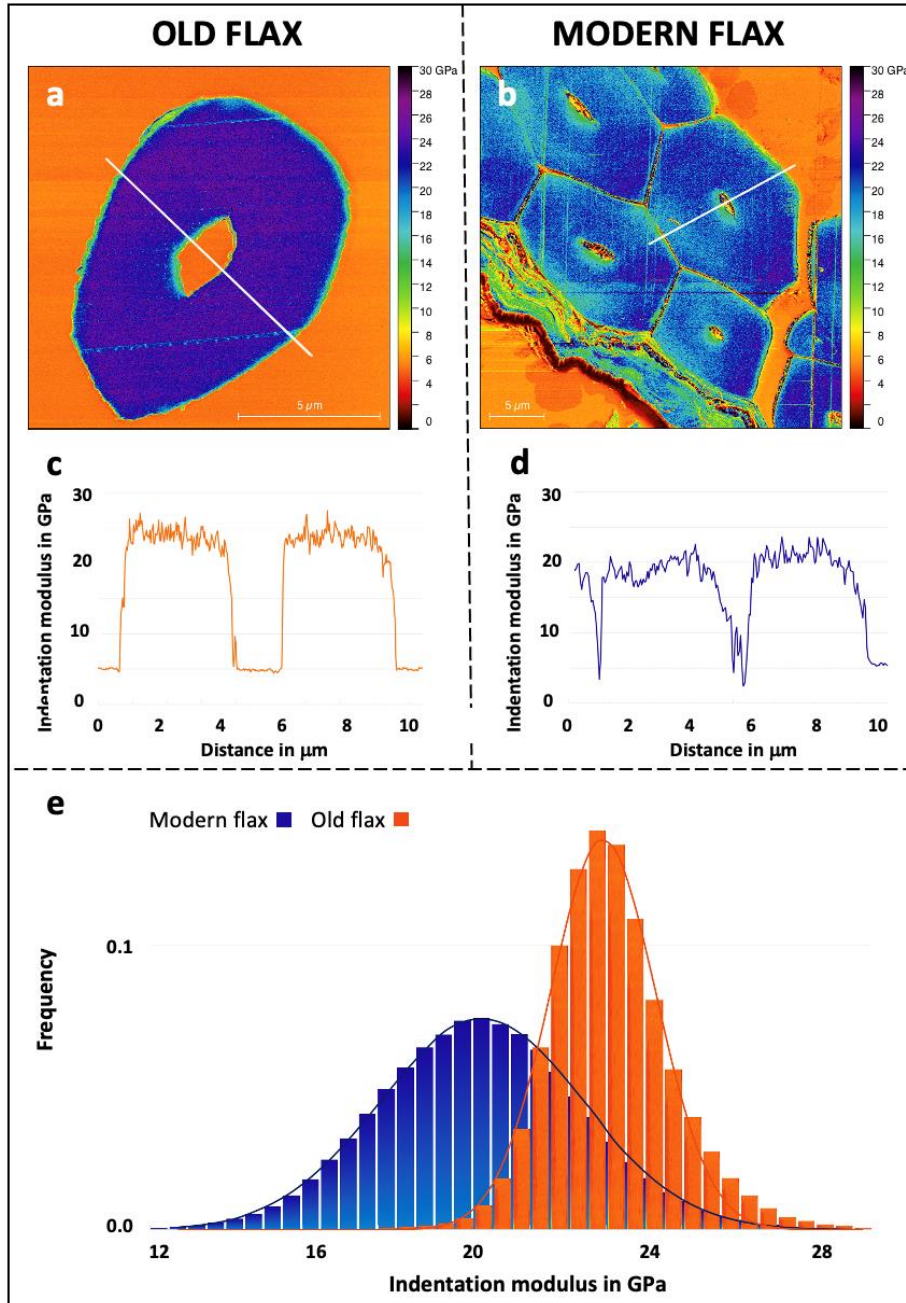 OLD FLAX
MODERN FLAX
a
30 GPa
28
26
24
22
20
18
16
14
12
10
8
6
4
2
0
5 µm
b
30 GPa
28
26
24
22
20
18
16
14
12
10
8
6
4
2
0
5 µm
c
Indentation modulus in GPa
30
20
10
0
0 2 4 6 8 10
Distance in µm
d
Indentation modulus in GPa
30
20
10
0
0 2 4 6 8 10
Distance in µm
e
Modern flax Old flax
Frequency
0.1
0.0
12 16 20 24 28
Indentation modulus in GPa